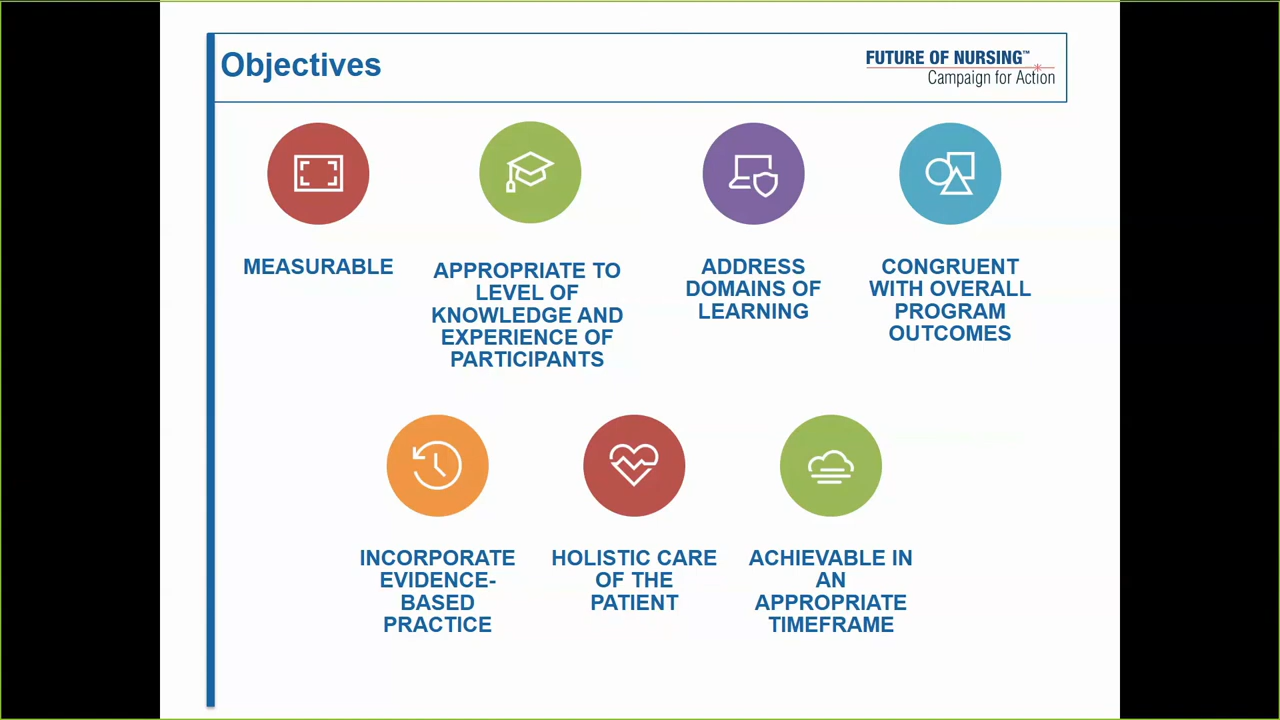 Objectives
FUTURE OF NURSING™
Campaign for Action
MEASURABLE
APPROPRIATE TO
LEVEL OF
KNOWLEDGE AND
EXPERIENCE OF
PARTICIPANTS
ADDRESS
DOMAINS OF
LEARNING
CONGRUENT
WITH OVERALL
PROGRAM
OUTCOMES
INCORPORATE
EVIDENCE-
BASED
PRACTICE
HOLISTIC CARE
OF THE
PATIENT
ACHIEVABLE IN
AN
APPROPRIATE
TIMEFRAME